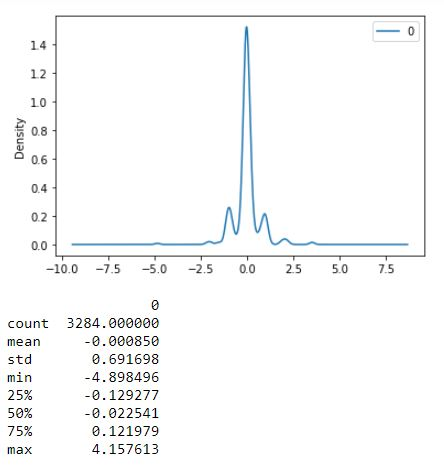 1.4
1.2
1.0
0.8
0.6
0.4
0.2
0.0
Density
0
−10.0 −7.5 −5.0 −2.5 0.0 2.5 5.0 7.5
0
count 3284.000000
mean -0.000850
std 0.691698
min -4.898496
25% -0.129277
50% -0.022541
75% 0.121979
max 4.157613